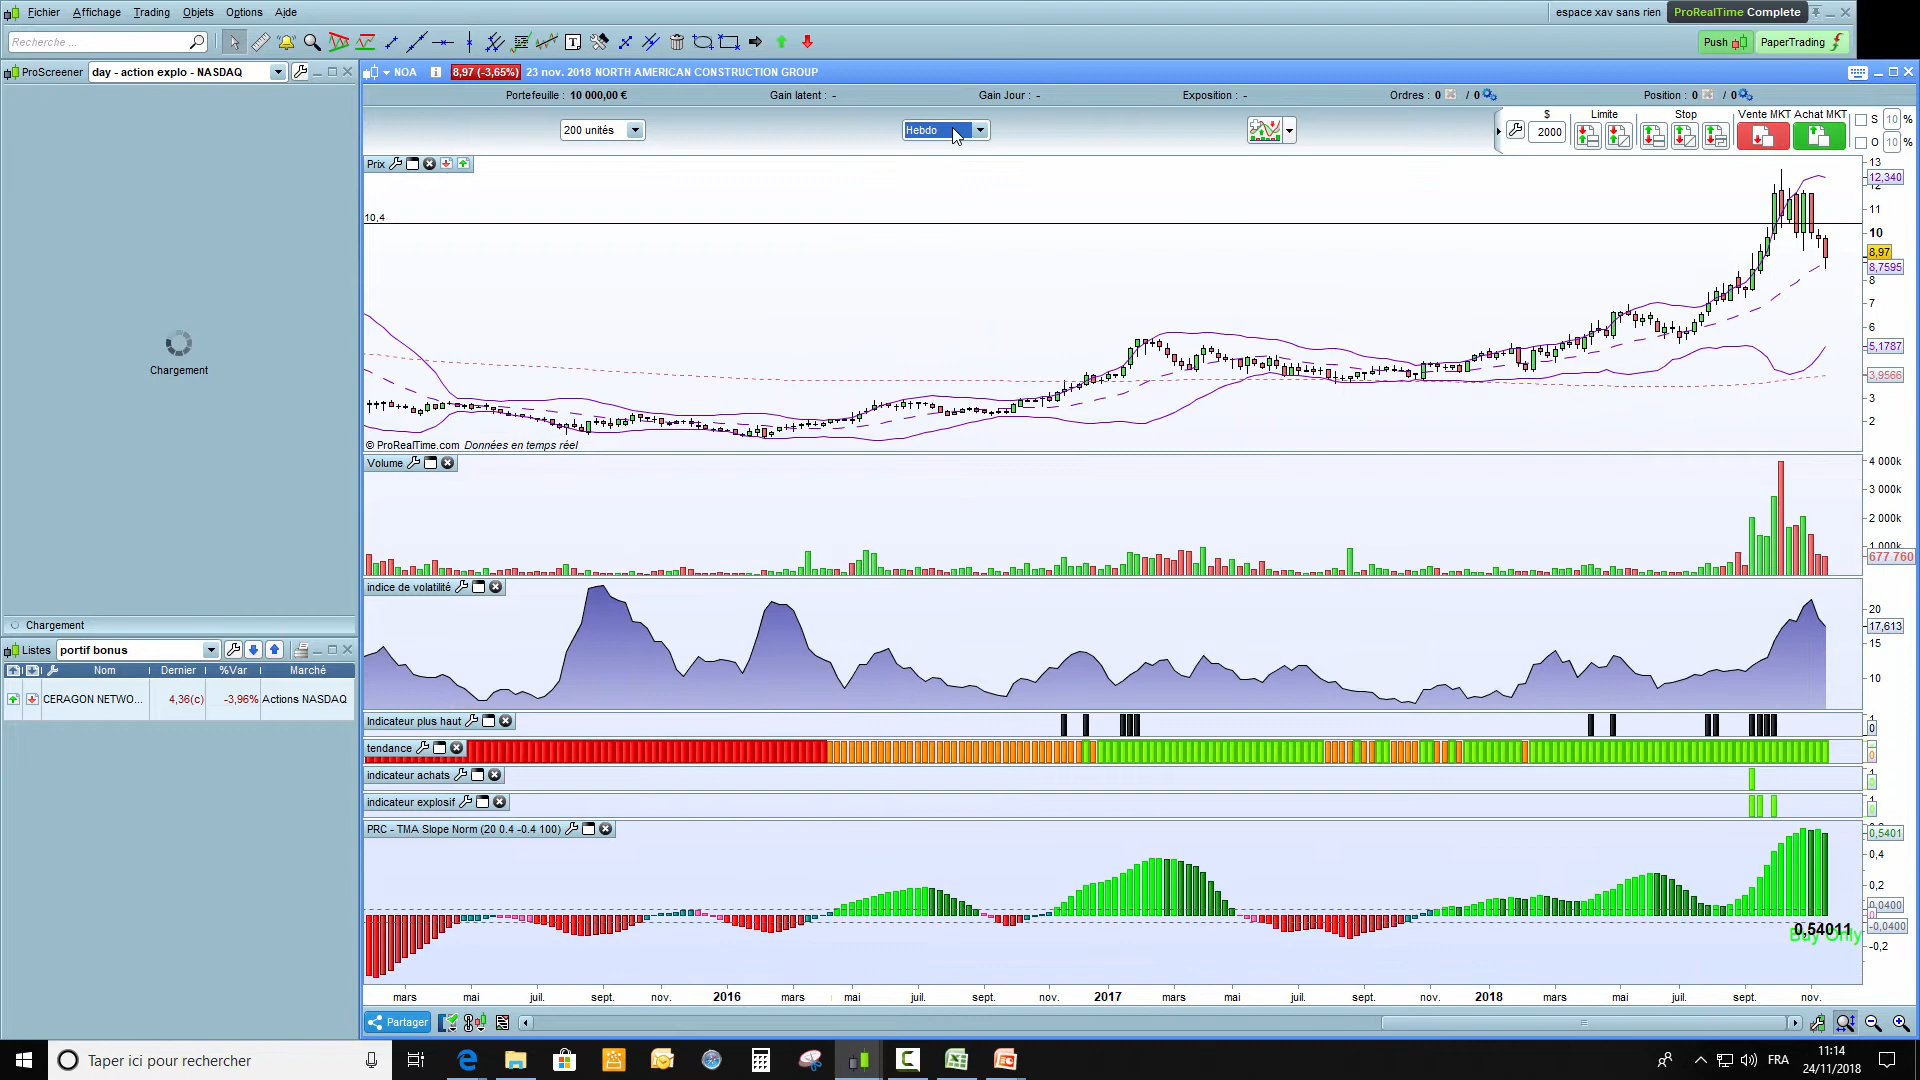 Fichier Affichage Trading Objets Options Aide
espace xav sans rien ProRealTime Complete
Recherche ...
Push PaperTrading
ProScreener day - action explo - NASDAQ
NOA 8,97 (-3,65%) 23 nov. 2018 NORTH AMERICAN CONSTRUCTION GROUP
Portefeuille : 10 000,00 € Gain latent : - Gain Jour : - Exposition : - Ordres : 0 / 0 Position : 0 / 0
200 unités Hebdo
$ Limite Stop Vente MKT Achat MKT S 10 %
2000 O 10 %
Prix
13
12,340
12
11
10,4
10
8,97
8,7595
8
7
6
5,1787
3,9566
3
2
© ProRealTime.com Données en temps réel
Chargement
Volume
4 000k
3 000k
2 000k
1 000k
677 760
indice de volatilité
20
17,613
15
10
Chargement
Listes portif bonus
Nom Dernier %Var Marché
CERAGON NETWO... 4,36(c) -3,96% Actions NASDAQ
Indicateur plus haut
1
0
tendance
0
indicateur achats
1
0
indicateur explosif
1
0
PRC - TMA Slope Norm (20 0.4 -0.4 100)
0,5401
0,4
0,2
0,0400
-0,0400
0,54011
Buy Only
-0,2
mars mai juil. sept. nov. 2016 mars mai juil. sept. nov. 2017 mars mai juil. sept. nov. 2018 mars mai juil. sept. nov.
Partager
Taper ici pour rechercher
FRA
11:14
24/11/2018